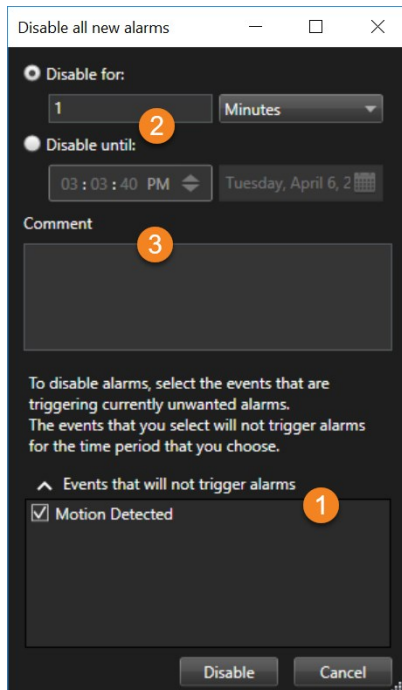 Disable all new alarms
Disable for:
1
Minutes
2
Disable until:
03 : 03 : 40 PM
Tuesday, April 6, 2
Comment
3
To disable alarms, select the events that are
triggering currently unwanted alarms.
The events that you select will not trigger alarms
for the time period that you choose.
Events that will not trigger alarms
1
Motion Detected
Disable
Cancel